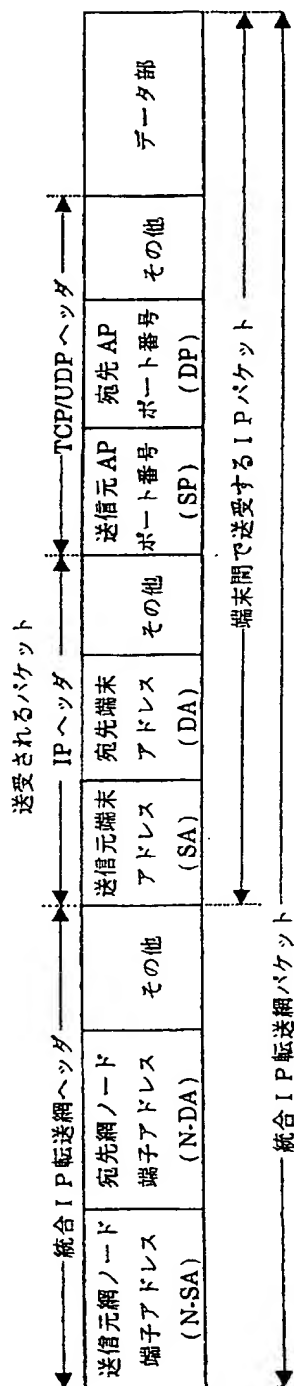 送受されるパケット
統合IP転送網ヘッダ
IPヘッダ
TCP/UDPヘッダ
送信元網ノード
端子アドレス
(N-SA)
宛先網ノード
端子アドレス
(N-DA)
その他
送信元端末
アドレス
(SA)
宛先端末
アドレス
(DA)
その他
送信元AP
ポート番号
(SP)
宛先AP
ポート番号
(DP)
その他
データ部
端末間で送受するIPパケット
統合IP転送網パケット